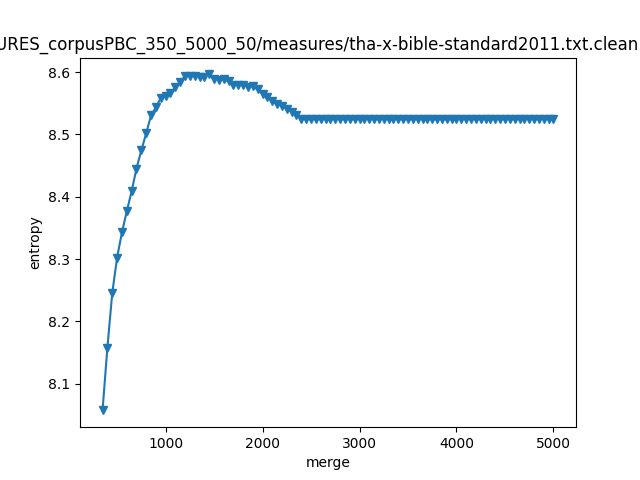 URES_corpusPBC_350_5000_50/measures/tha-x-bible-standard2011.txt.clean
8.6
8.5
8.4
8.3
8.2
8.1
entropy
1000 2000 3000 4000 5000
merge